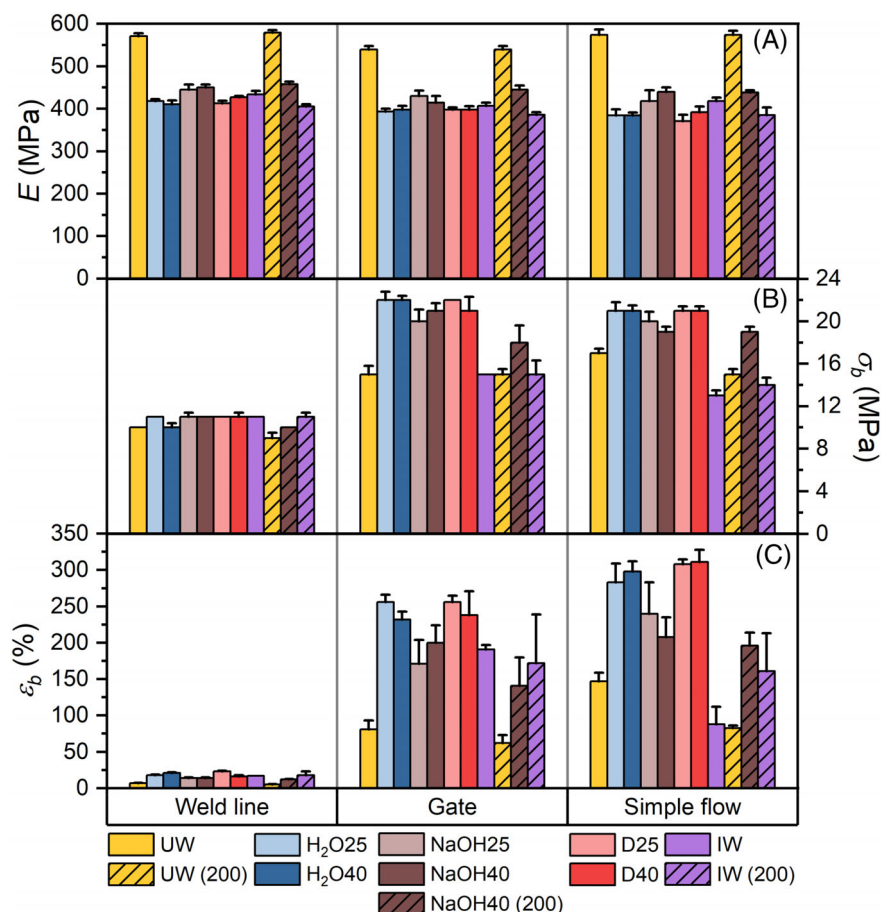 600
500
400
300
200
100
0
E (MPa)
(A)
24
20
16
12
8
4
0
σb (MPa)
(B)
350
300
250
200
150
100
50
0
εb (%)
(C)
Weld line Gate Simple flow
UW H2O25 NaOH25 D25 IW
UW (200) H2O40 NaOH40 D40 IW (200)
NaOH40 (200)